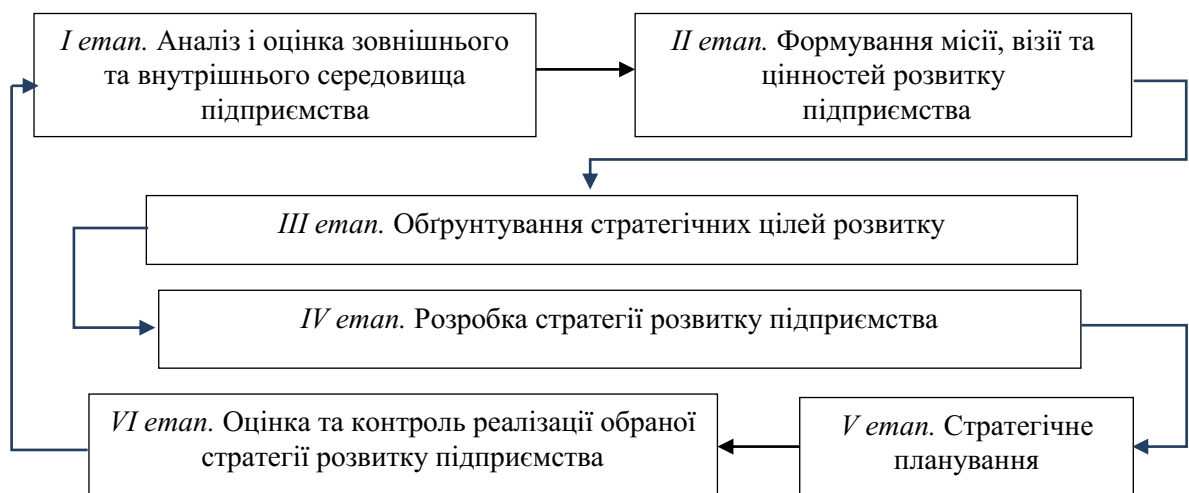 I етап. Аналіз і оцінка зовнішнього
та внутрішнього середовища
підприємства
II етап. Формування місії, візії та
цінностей розвитку
підприємства
III етап. Обґрунтування стратегічних цілей розвитку
IV етап. Розробка стратегії розвитку підприємства
VI етап. Оцінка та контроль реалізації обраної
стратегії розвитку підприємства
V етап. Стратегічне
планування